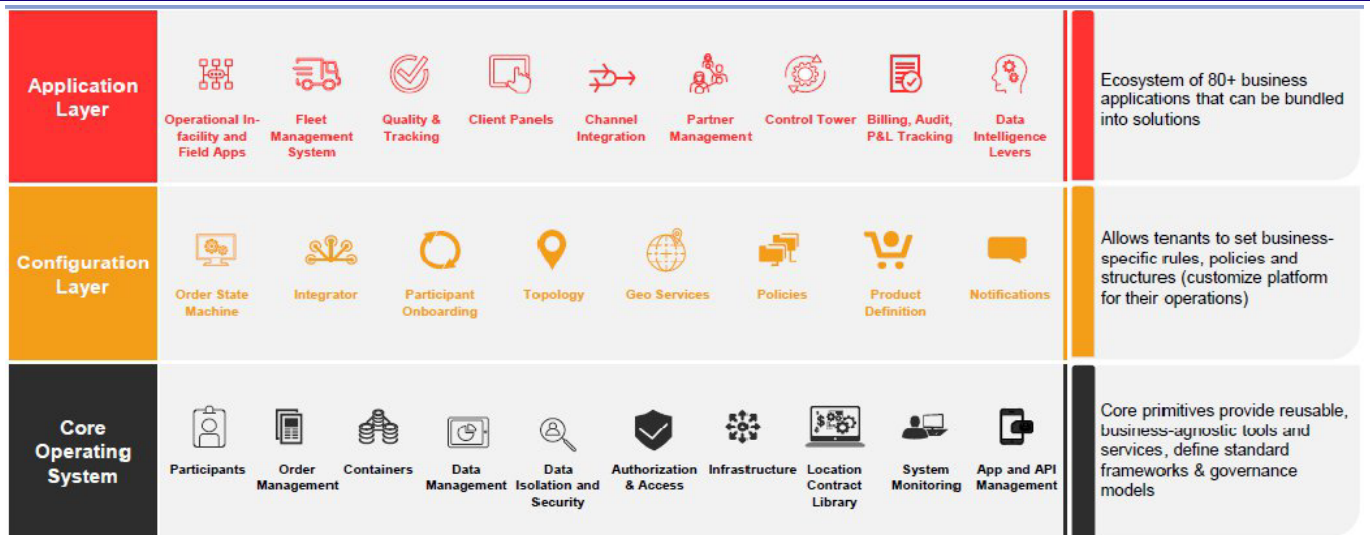 Application
Layer
Operational In-
facility and
Field Apps
Fleet
Management
System
Quality &
Tracking
Client Panels
Channel
Integration
Partner
Management
Control Tower
Billing, Audit,
P&L Tracking
Data
Intelligence
Levers
Ecosystem of 80+ business
applications that can be bundled
into solutions
Configuration
Layer
Order State
Machine
Integrator
Participant
Onboarding
Topology
Geo Services
Policies
Product
Definition
Notifications
Allows tenants to set business-
specific rules, policies and
structures (customize platform
for their operations)
Core
Operating
System
Participants
Order
Management
Containers
Data
Management
Data
Isolation and
Security
Authorization
& Access
Infrastructure
Location
Contract
Library
System
Monitoring
App and API
Management
Core primitives provide reusable,
business-agnostic tools and
services, define standard
frameworks & governance
models